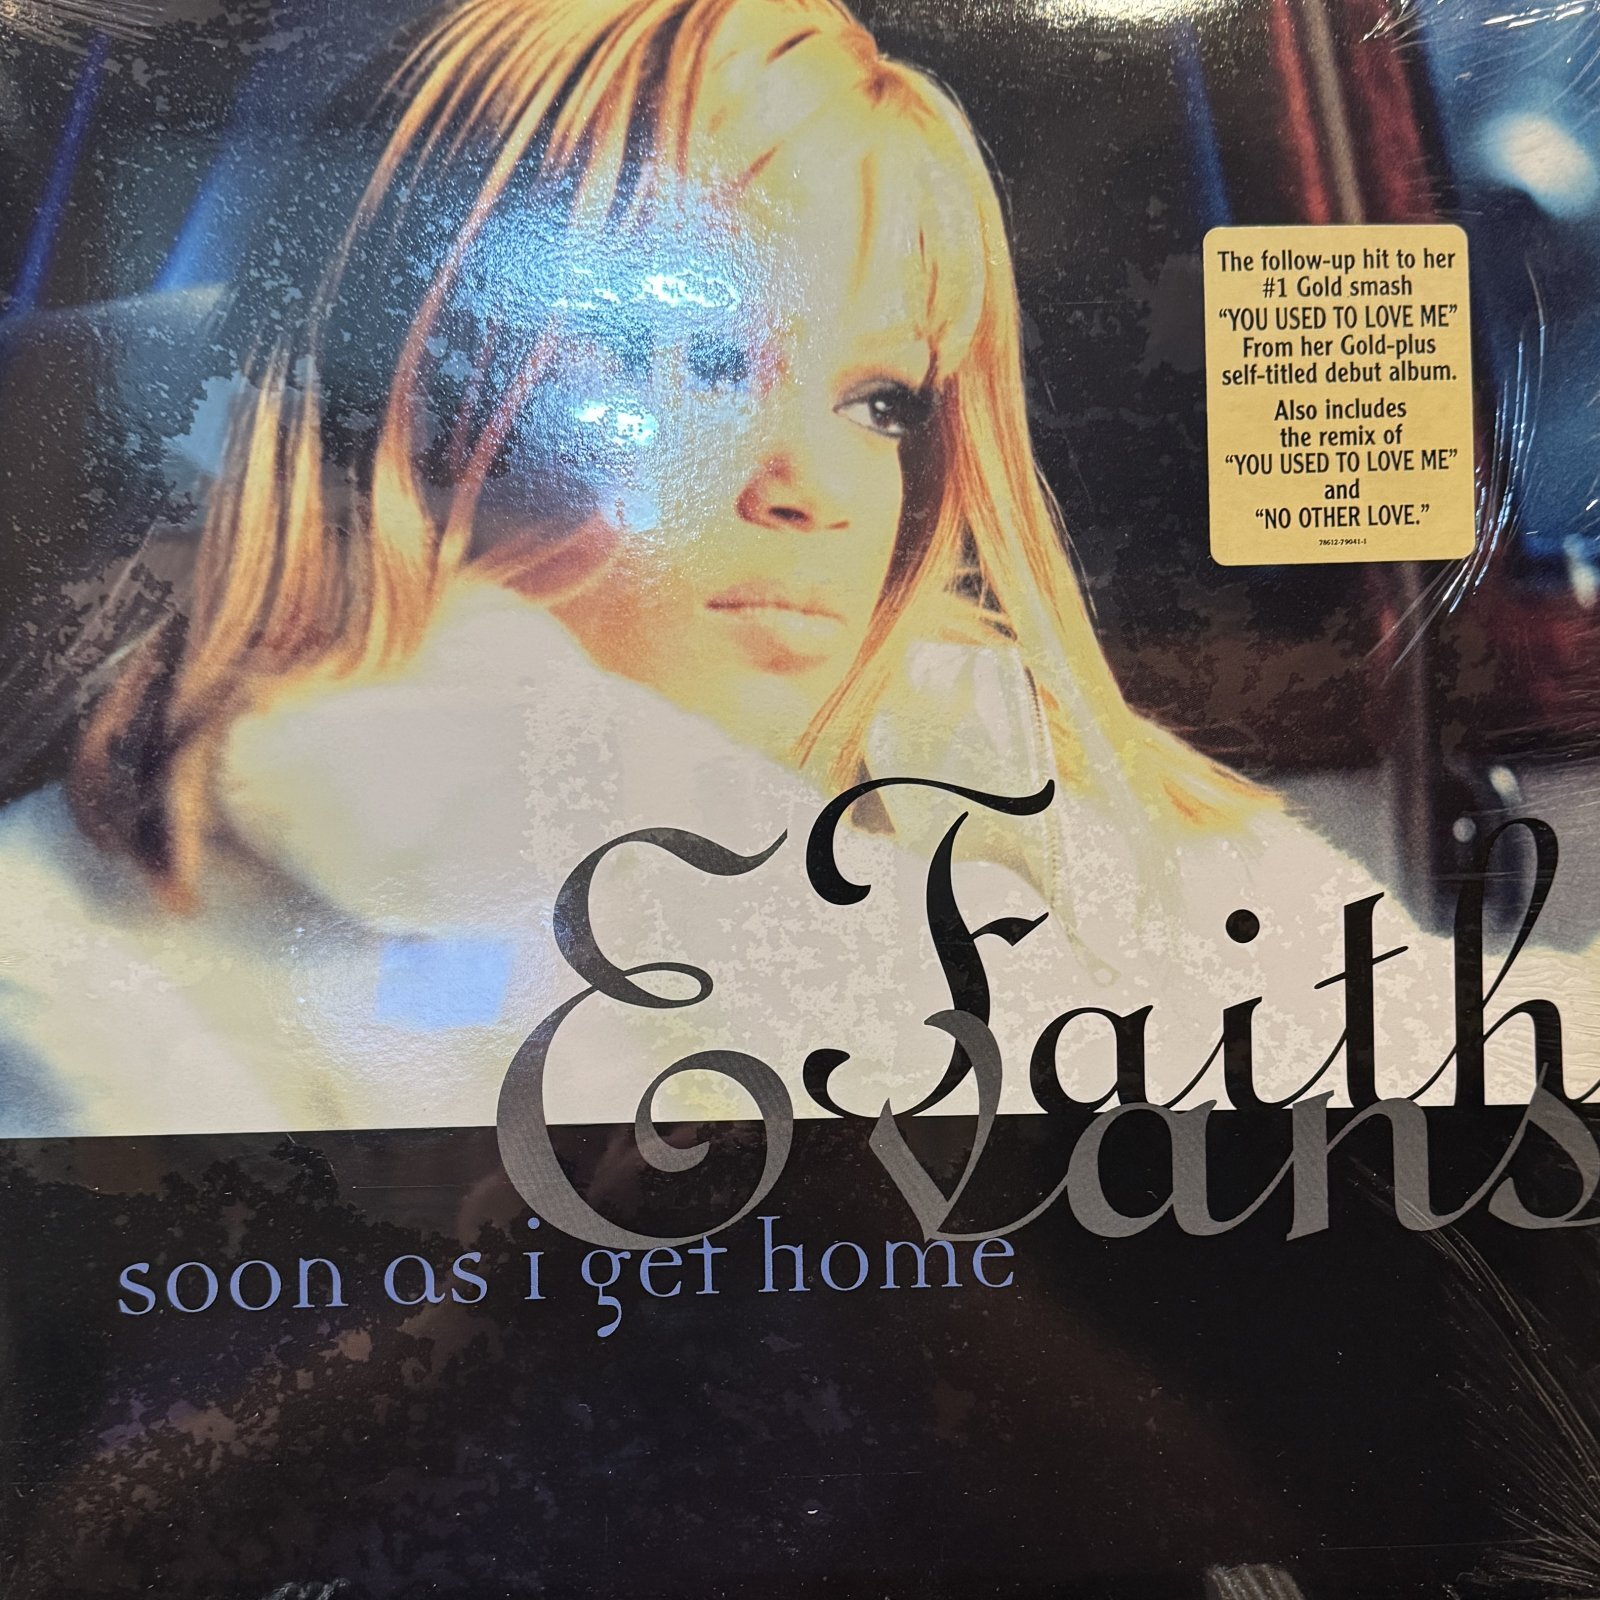 The follow-up hit to her
#1 Gold smash
“YOU USED TO LOVE ME”
From her Gold-plus
self-titled debut album.
Also includes
the remix of
“YOU USED TO LOVE ME”
and
“NO OTHER LOVE.”
78612-79041-1
Faith
Evans
soon as i get home